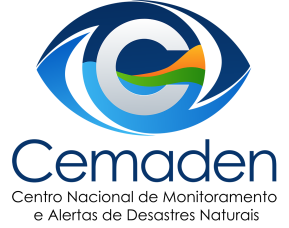 C
Cemaden
Centro Nacional de Monitoramento
e Alertas de Desastres Naturais